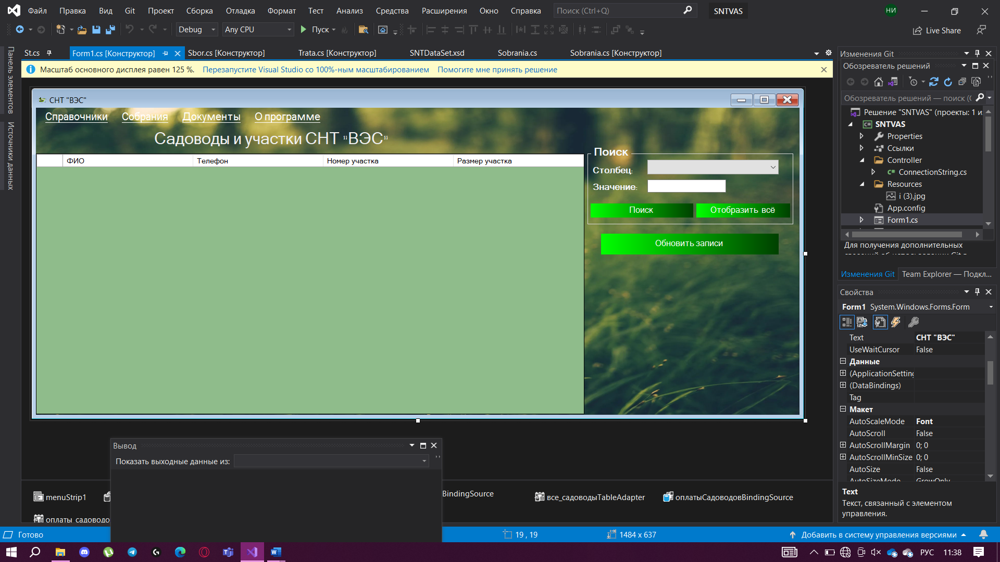 Файл Правка Вид Git Проект Сборка Отладка Формат Тест Анализ Средства Расширения Окно Справка Поиск (Ctrl+Q) SNTVAS НИ
Debug Any CPU Пуск Live Share
St.cs Form1.cs [Конструктор] Sbor.cs [Конструктор] Trata.cs [Конструктор] SNTDataSet.xsd Sobrania.cs Sobrania.cs [Конструктор]
Масштаб основного дисплея равен 125 %. Перезапустите Visual Studio со 100%-ным масштабированием Помогите мне принять решение
Панель элементов
Источники данных
СНТ "ВЭС"
Справочники Собрания Документы О программе
Садоводы и участки СНТ "ВЭС"
ФИО Телефон Номер участка Размер участка
Поиск
Столбец:
Значение:
Поиск Отобразить всё
Обновить записи
Вывод
Показать выходные данные из:
menuStrip1 BindingSource все_садоводыTableAdapter оплатыСадоводовBindingSource
оплаты_садоводо
Изменения Git
Обозреватель решений
Обозреватель решений — поиск (
Решение "SNTVAS" (проекты: 1 из
SNTVAS
Properties
Ссылки
Controller
ConnectionString.cs
Resources
i (3).jpg
App.config
Form1.cs
Для получения дополнительных
Изменения Git Team Explorer — Подкл...
Свойства
Form1 System.Windows.Forms.Form
Text СНТ "ВЭС"
UseWaitCursor False
Данные
(ApplicationSetting
(DataBindings)
Tag
Макет
AutoScaleMode Font
AutoScroll False
AutoScrollMargin 0; 0
AutoScrollMinSize 0; 0
AutoSize False
AutoSizeMode GrowOnly
Text
Текст, связанный с элементом
управления.
Готово 19 , 19 1484 x 637 Добавить в систему управления версиями
РУС 11:38